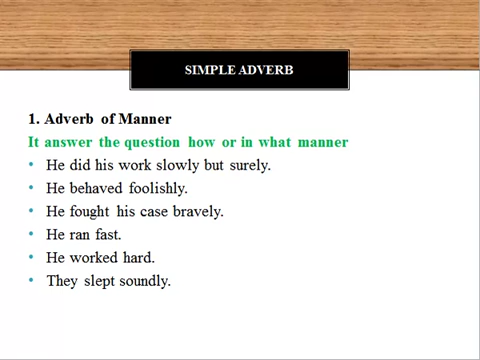 SIMPLE ADVERB
1. Adverb of Manner
It answer the question how or in what manner
• He did his work slowly but surely.
• He behaved foolishly.
• He fought his case bravely.
• He ran fast.
• He worked hard.
• They slept soundly.